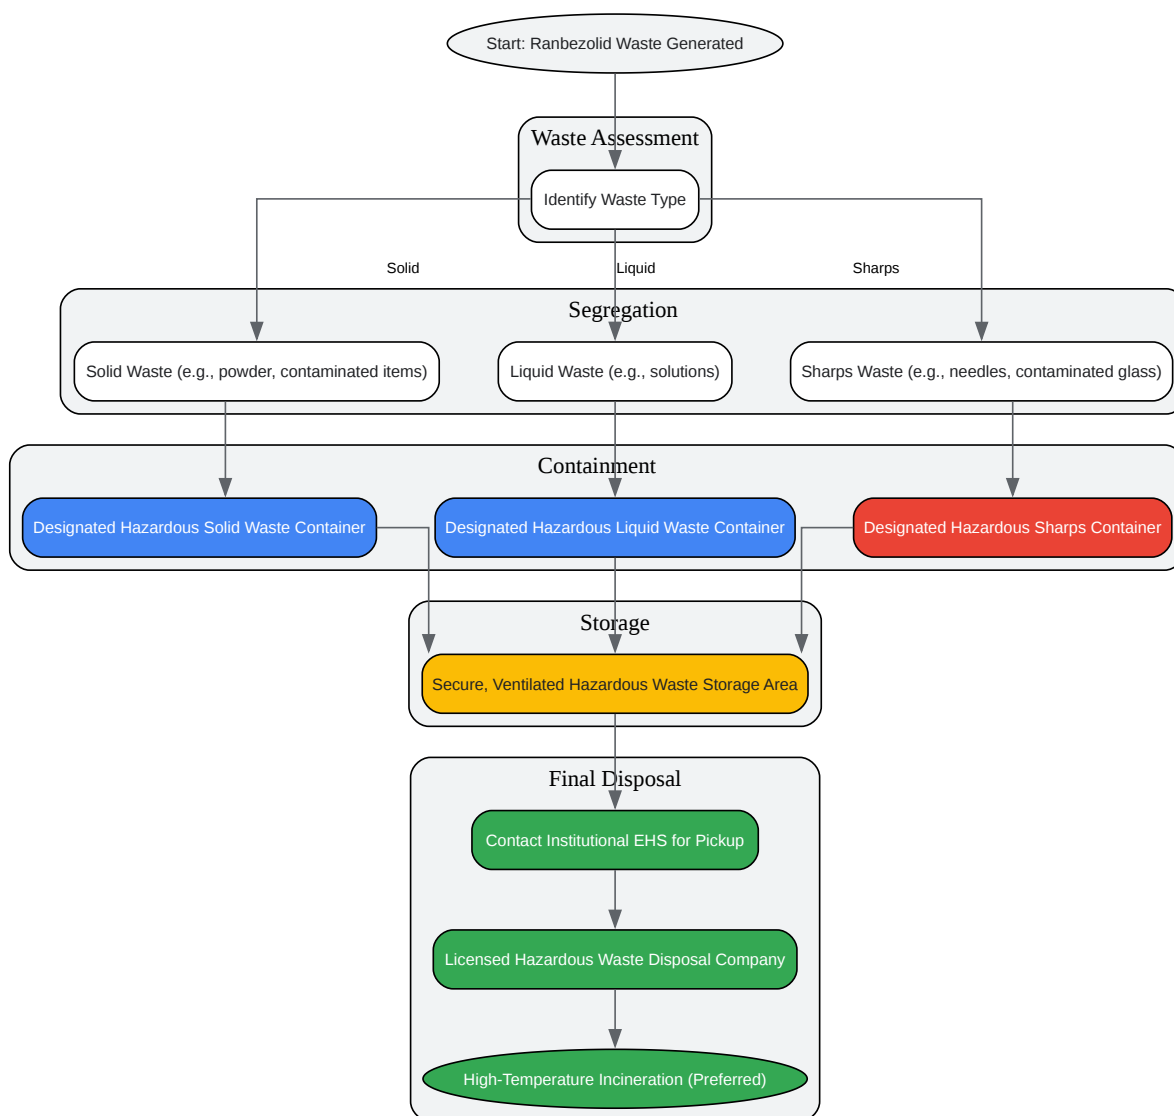 Start: Ranbezolid Waste Generated
Waste Assessment
Identify Waste Type
Solid
Liquid
Sharps
Segregation
Solid Waste (e.g., powder, contaminated items)
Liquid Waste (e.g., solutions)
Sharps Waste (e.g., needles, contaminated glass)
Containment
Designated Hazardous Solid Waste Container
Designated Hazardous Liquid Waste Container
Designated Hazardous Sharps Container
Storage
Secure, Ventilated Hazardous Waste Storage Area
Final Disposal
Contact Institutional EHS for Pickup
Licensed Hazardous Waste Disposal Company
High-Temperature Incineration (Preferred)